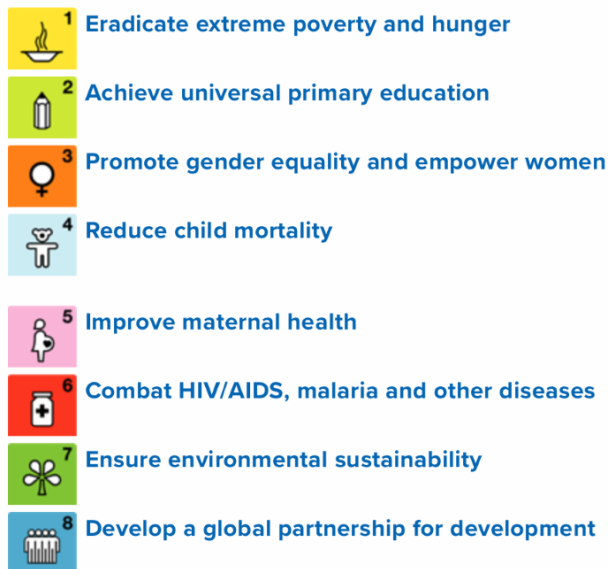 1 Eradicate extreme poverty and hunger
2 Achieve universal primary education
3 Promote gender equality and empower women
4 Reduce child mortality
5 Improve maternal health
6 Combat HIV/AIDS, malaria and other diseases
7 Ensure environmental sustainability
8 Develop a global partnership for development